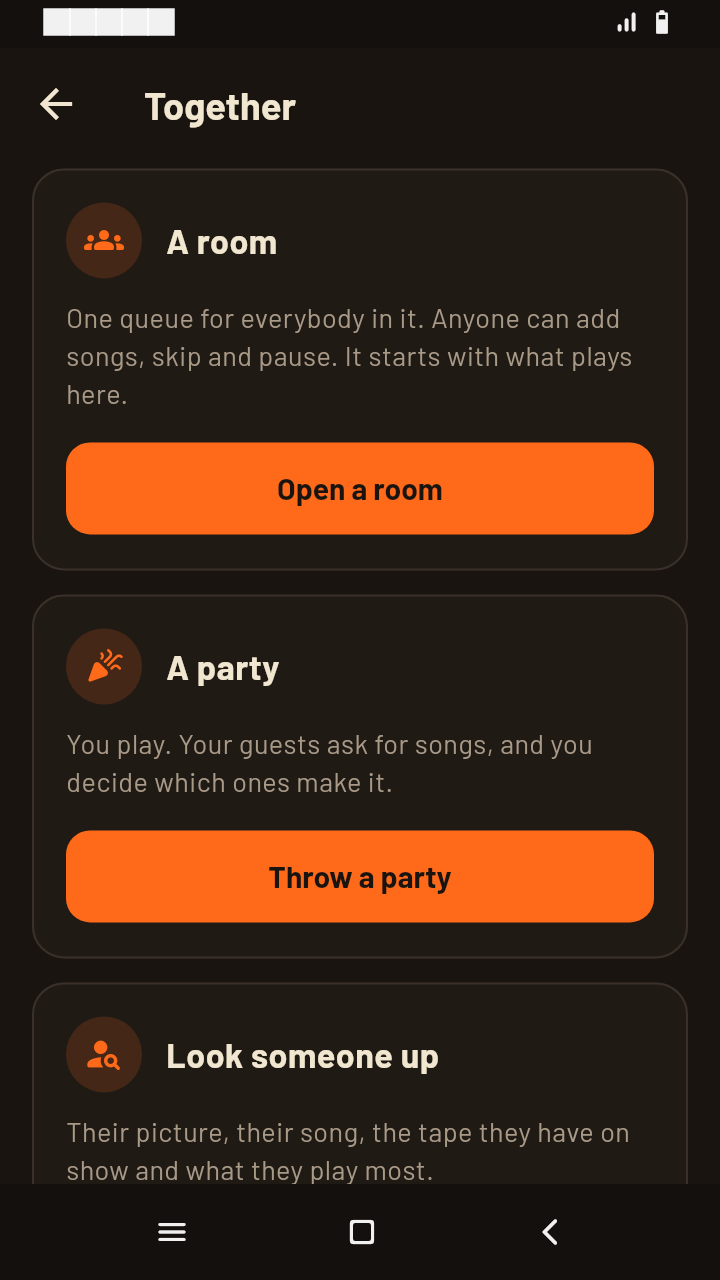 Together
A room
One queue for everybody in it. Anyone can add
songs, skip and pause. It starts with what plays
here.
Open a room
A party
You play. Your guests ask for songs, and you
decide which ones make it.
Throw a party
Look someone up
Their picture, their song, the tape they have on
show and what they play most.